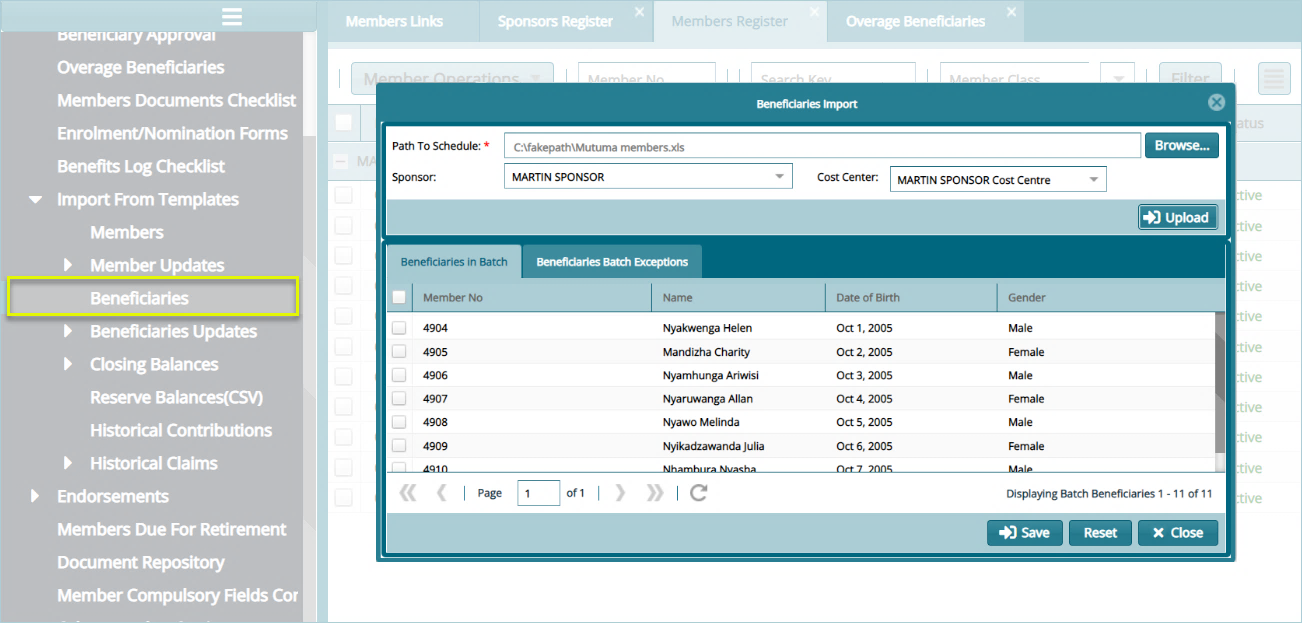 Members Links
Sponsors Register
Members Register
Overage Beneficiaries
Beneficiary Approval
Overage Beneficiaries
Members Documents Checklist
Enrolment/Nomination Forms
Benefits Log Checklist
Import From Templates
Members
Member Updates
Beneficiaries
Beneficiaries Updates
Closing Balances
Reserve Balances(CSV)
Historical Contributions
Historical Claims
Endorsements
Members Due For Retirement
Document Repository
Member Compulsory Fields Cor
Member Operations
Member No
Search Key
Member Class
Filter
atus
MA
ctive
ctive
ctive
ctive
ctive
ctive
ctive
ctive
ctive
ctive
ctive
Beneficiaries Import
Path To Schedule: * C:\fakepath\Mutuma members.xls Browse...
Sponsor: MARTIN SPONSOR Cost Center: MARTIN SPONSOR Cost Centre
Upload
Beneficiaries in Batch Beneficiaries Batch Exceptions
Member No Name Date of Birth Gender
4904 Nyakwenga Helen Oct 1, 2005 Male
4905 Mandizha Charity Oct 2, 2005 Female
4906 Nyamhunga Ariwisi Oct 3, 2005 Male
4907 Nyaruwanga Allan Oct 4, 2005 Female
4908 Nyawo Melinda Oct 5, 2005 Male
4909 Nyikadzawanda Julia Oct 6, 2005 Female
4910 Nhambura Nyasha Oct 7, 2005 Male
Page 1 of 1 Displaying Batch Beneficiaries 1 - 11 of 11
Save Reset Close